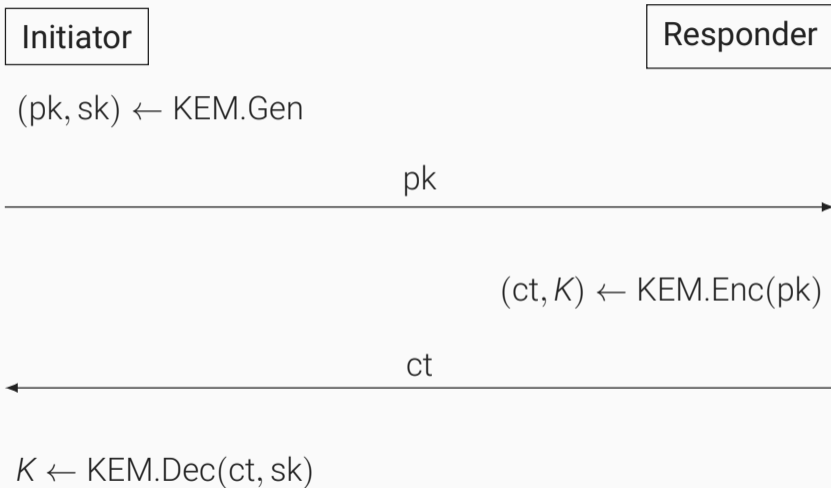 Initiator
Responder
(pk, sk) ← KEM.Gen
pk
(ct, K) ← KEM.Enc(pk)
ct
K ← KEM.Dec(ct, sk)